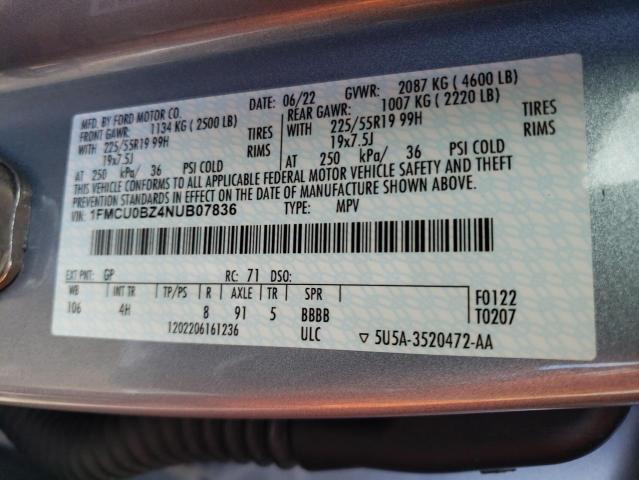 MFD. BY FORD MOTOR CO.
DATE: 06/22 GVWR: 2087 KG ( 4600 LB)
FRONT GAWR: 1134 KG ( 2500 LB) REAR GAWR: 1007 KG ( 2220 LB)
WITH 225/55R19 99H TIRES WITH 225/55R19 99H TIRES
19x7.5J RIMS 19x7.5J RIMS
AT 250 kPa/ 36 PSI COLD AT 250 kPa/ 36 PSI COLD
THIS VEHICLE CONFORMS TO ALL APPLICABLE FEDERAL MOTOR VEHICLE SAFETY AND THEFT
PREVENTION STANDARDS IN EFFECT ON THE DATE OF MANUFACTURE SHOWN ABOVE.
VIN: 1FMCU0BZ4NUB07836 TYPE: MPV
EXT PNT: GP RC: 71 DSO:
WB INT TR TP/PS R AXLE TR SPR F0122
106 4H 8 91 5 BBBB T0207
1202206161236 ULC ▽ 5U5A-3520472-AA